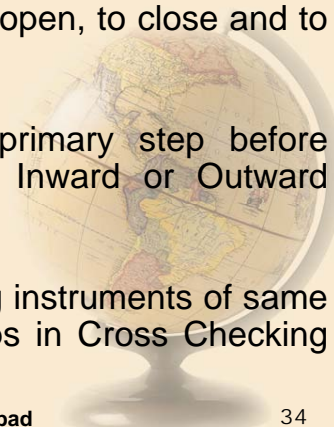 open, to close and to
primary step before
Inward or Outward
instruments of same
in Cross Checking
34